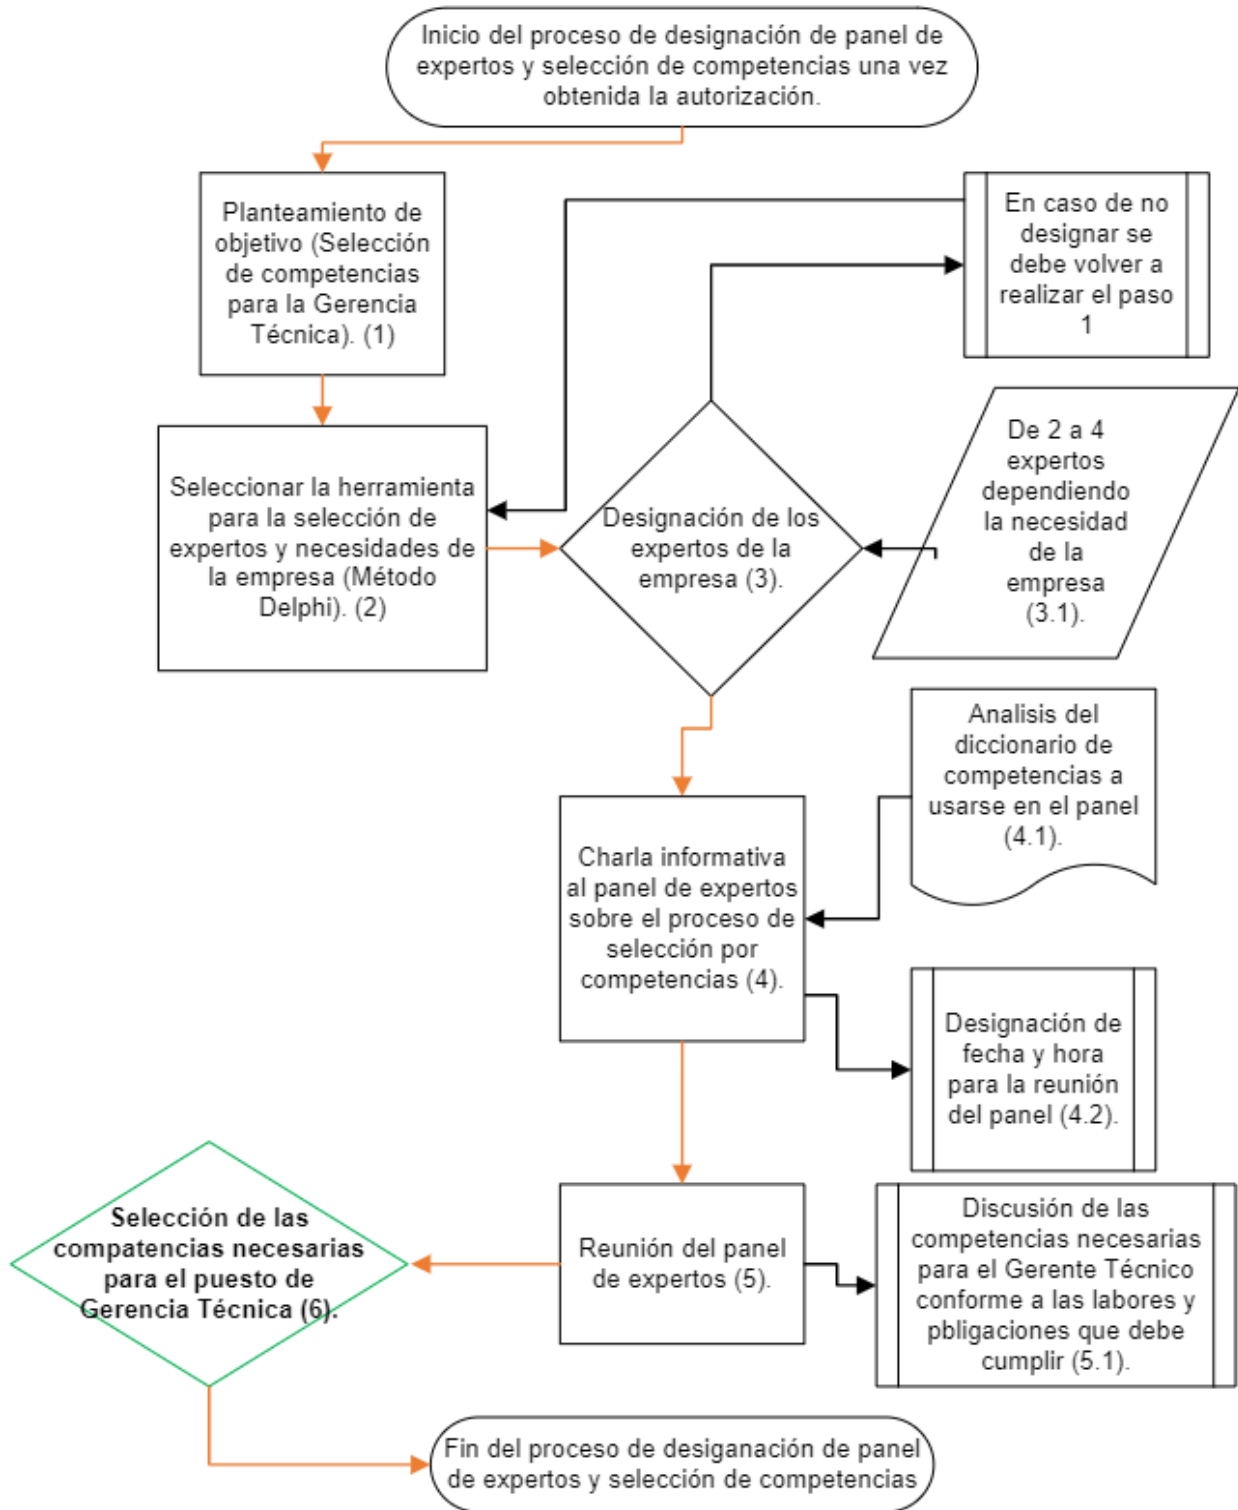 Inicio del proceso de designación de panel de
expertos y selección de competencias una vez
obtenida la autorización.
Planteamiento de
objetivo (Selección
de competencias
para la Gerencia
Técnica). (1)
En caso de no
designar se
debe volver a
realizar el paso
1
Seleccionar la herramienta
para la selección de
expertos y necesidades de
la empresa (Método
Delphi). (2)
Designación de los
expertos de la
empresa (3).
De 2 a 4
expertos
dependiendo
la necesidad
de la
empresa
(3.1).
Analisis del
diccionario de
competencias a
usarse en el panel
(4.1).
Charla informativa
al panel de expertos
sobre el proceso de
selección por
competencias (4).
Designación de
fecha y hora
para la reunión
del panel (4.2).
Selección de las
compatencias necesarias
para el puesto de
Gerencia Técnica (6).
Reunión del panel
de expertos (5).
Discusión de las
competencias necesarias
para el Gerente Técnico
conforme a las labores y
pbligaciones que debe
cumplir (5.1).
Fin del proceso de desiganación de panel
de expertos y selección de competencias